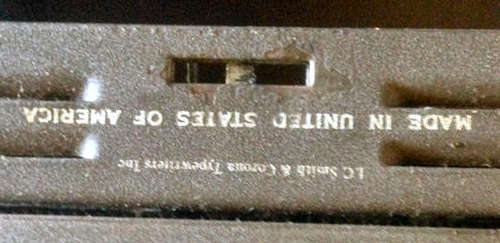 L C Smith & Corona Typewriters Inc
MADE IN UNITED STATES OF AMERICA